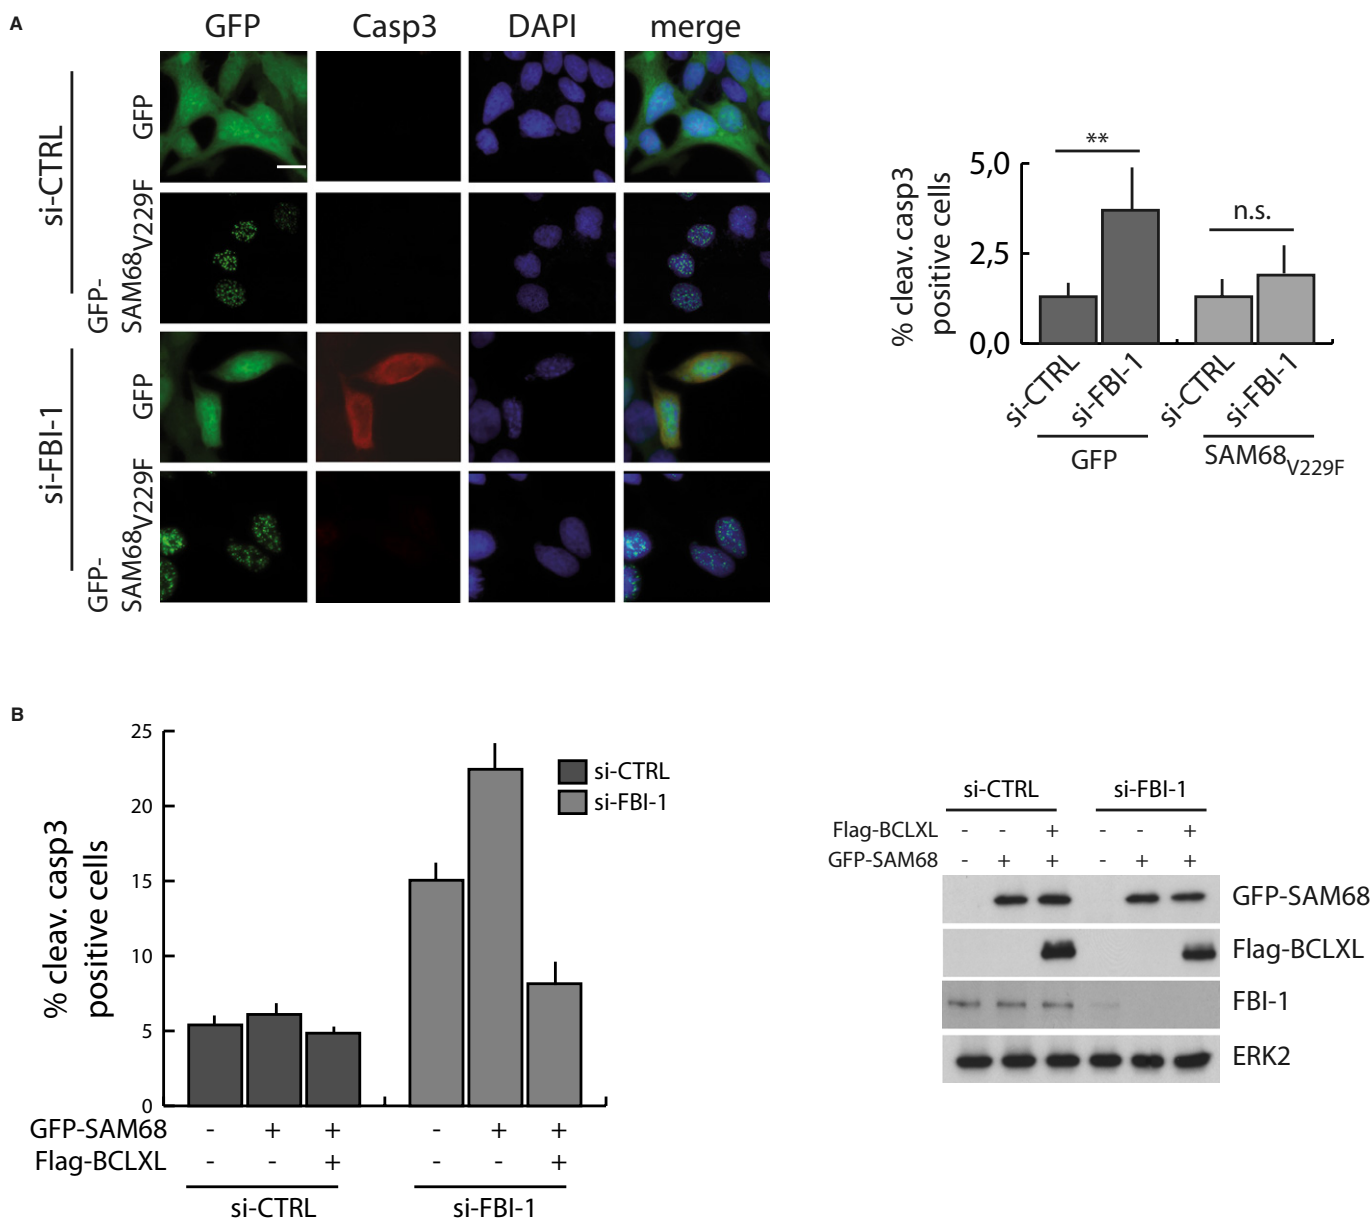 A
GFP Casp3 DAPI merge
si-CTRL
GFP
GFP-
SAM68V229F
si-FBI-1
GFP
GFP-
SAM68V229F
% cleav. casp3
positive cells
5,0
2,5
0,0
**
n.s.
si-CTRL
si-FBI-1
si-CTRL
si-FBI-1
GFP
SAM68V229F
B
% cleav. casp3
positive cells
25
20
15
10
5
0
si-CTRL
si-FBI-1
GFP-SAM68 - + + - + +
Flag-BCLXL - - + - - +
si-CTRL si-FBI-1
si-CTRL si-FBI-1
Flag-BCLXL - - + - - +
GFP-SAM68 - + + - + +
GFP-SAM68
Flag-BCLXL
FBI-1
ERK2